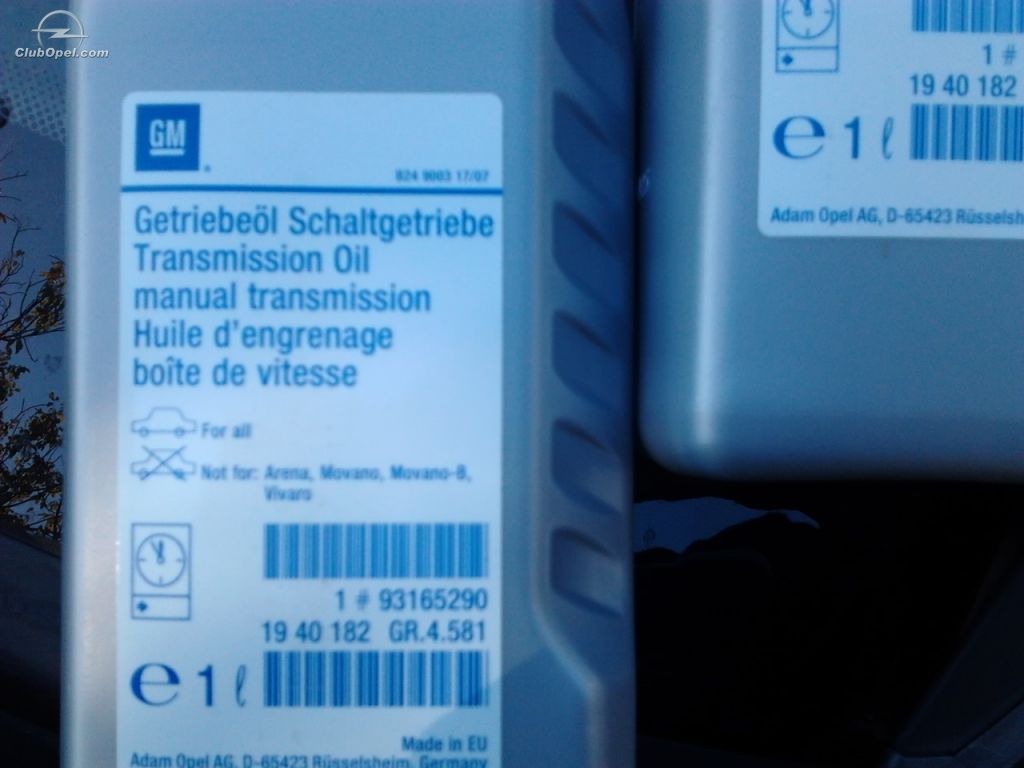 ClubOpel.com
GM
824 9003 17/07
Getriebeöl Schaltgetriebe
Transmission Oil
manual transmission
Huile d'engrenage
boîte de vitesse
For all
Not for: Arena, Movano, Movano-B,
Vivaro
1 # 93165290
19 40 182 GR.4.581
e 1 ℓ
Made in EU
Adam Opel AG, D-65423 Rüsselsheim, Germany
1 #
19 40 182
e 1 ℓ
Adam Opel AG, D-65423 Rüsselsh